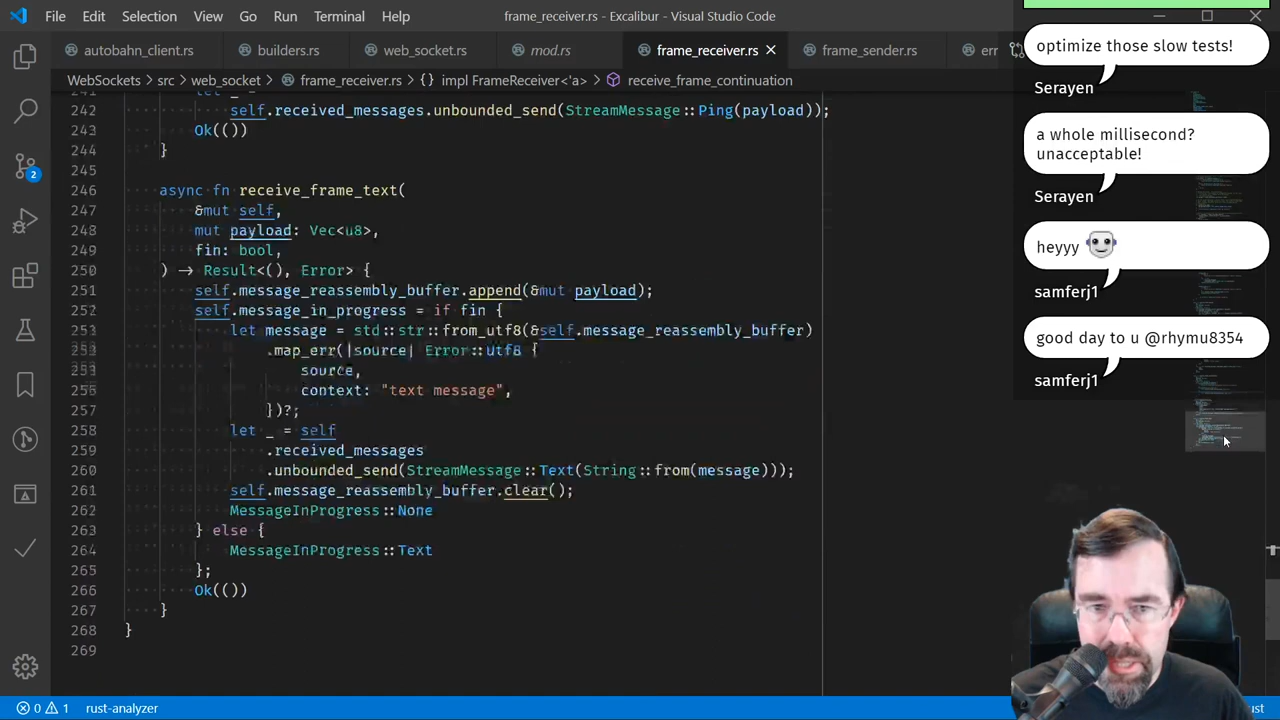 File Edit Selection View Go Run Terminal Help frame_receiver.rs - Excalibur - Visual Studio Code
autobahn_client.rs builders.rs web_socket.rs mod.rs frame_receiver.rs frame_sender.rs
WebSockets > src > web_socket > frame_receiver.rs > {} impl FrameReceiver<'a> > receive_frame_continuation
242 self.received_messages.unbounded_send(StreamMessage::Ping(payload));
243 Ok(())
244 }
245
246 async fn receive_frame_text(
247 &mut self,
248 mut payload: Vec<u8>,
249 fin: bool,
250 ) -> Result<(), Error> {
251 self.message_reassembly_buffer.append(&mut payload);
252 self.message_in_progress = if fin {
253 let message = std::str::from_utf8(&self.message_reassembly_buffer)
.map_err(|source| Error::Utf8 {
source,
256 context: "text message",
257 })?;
258 let _ = self
259 .received_messages
260 .unbounded_send(StreamMessage::Text(String::from(message)));
261 self.message_reassembly_buffer.clear();
262 MessageInProgress::None
263 } else {
264 MessageInProgress::Text
265 };
266 Ok(())
267 }
268 }
269
optimize those slow tests!
Serayen
a whole millisecond?
unacceptable!
Serayen
heyyy
samferj1
good day to u @rhymu8354
samferj1
2
0 1 rust-analyzer